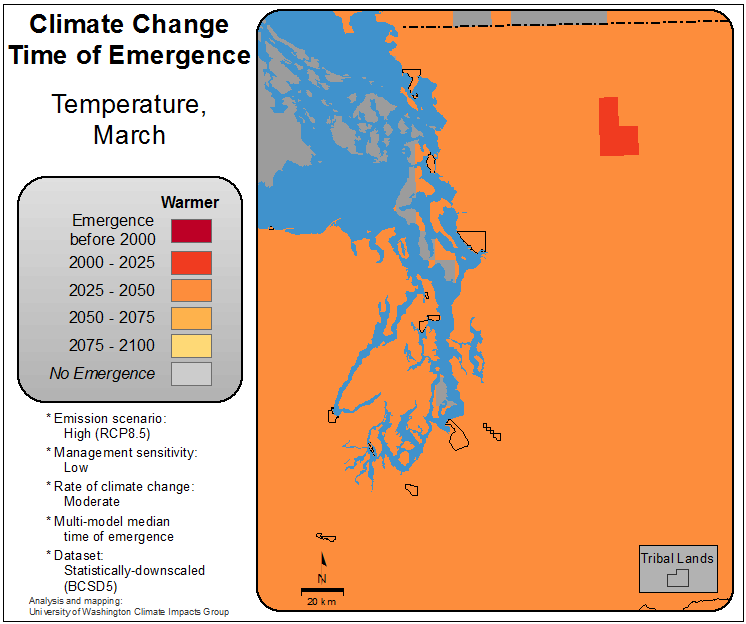 Climate Change
Time of Emergence
Temperature,
March
Warmer
Emergence
before 2000
2000 - 2025
2025 - 2050
2050 - 2075
2075 - 2100
No Emergence
* Emission scenario:
High (RCP8.5)
* Management sensitivity:
Low
* Rate of climate change:
Moderate
* Multi-model median
time of emergence
* Dataset:
Statistically-downscaled
(BCSD5)
Analysis and mapping:
University of Washington Climate Impacts Group
N
20 km
Tribal Lands